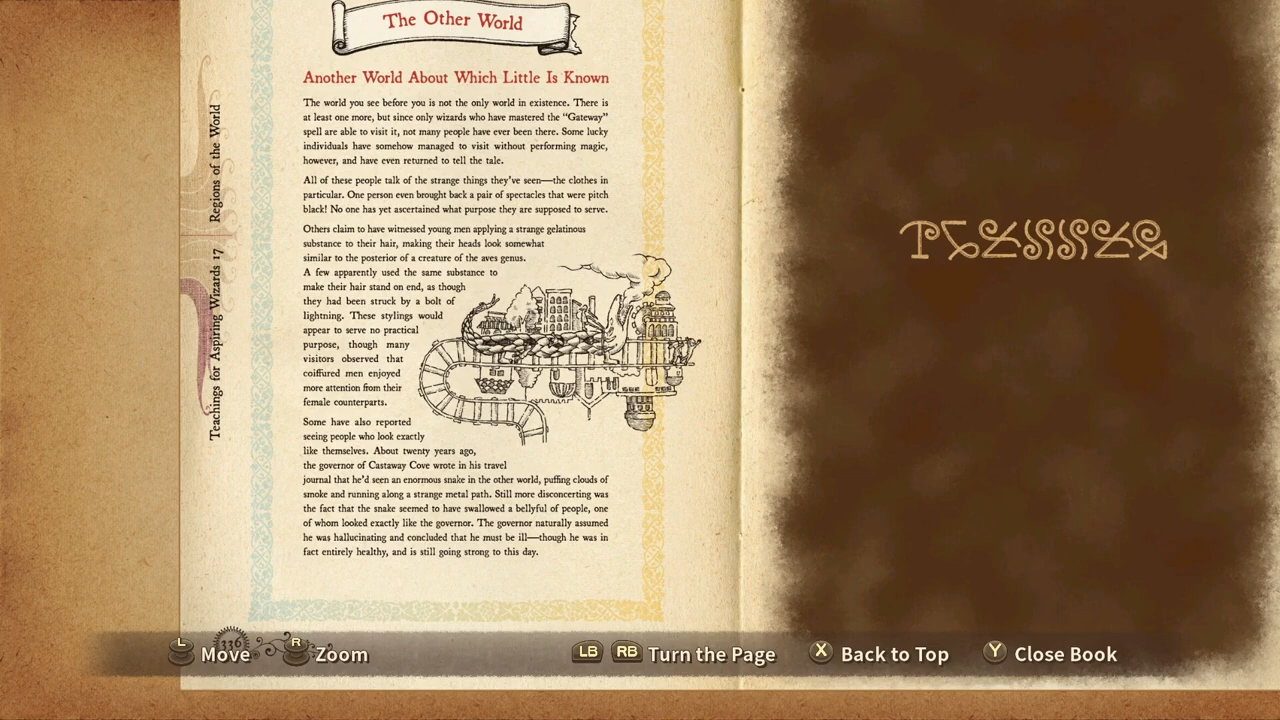 The Other World
Another World About Which Little Is Known
The world you see before you is not the only world in existence. There is
at least one more, but since only wizards who have mastered the “Gateway”
spell are able to visit it, not many people have ever been there. Some lucky
individuals have somehow managed to visit without performing magic,
however, and have even returned to tell the tale.
All of these people talk of the strange things they’ve seen—the clothes in
particular. One person even brought back a pair of spectacles that were pitch
black! No one has yet ascertained what purpose they are supposed to serve.
Others claim to have witnessed young men applying a strange gelatinous
substance to their hair, making their heads look somewhat
similar to the posterior of a creature of the aves genus.
A few apparently used the same substance to
make their hair stand on end, as though
they had been struck by a bolt of
lightning. These stylings would
appear to serve no practical
purpose, though many
visitors observed that
coiffured men enjoyed
more attention from their
female counterparts.
Some have also reported
seeing people who look exactly
like themselves. About twenty years ago,
the governor of Castaway Cove wrote in his travel
journal that he’d seen an enormous snake in the other world, puffing clouds of
smoke and running along a strange metal path. Still more disconcerting was
the fact that the snake seemed to have swallowed a bellyful of people, one
of whom looked exactly like the governor. The governor naturally assumed
he was hallucinating and concluded that he must be ill—though he was in
fact entirely healthy, and is still going strong to this day.
Teachings for Aspiring Wizards 17 Regions of the World
336
L Move R Zoom LB RB Turn the Page X Back to Top Y Close Book